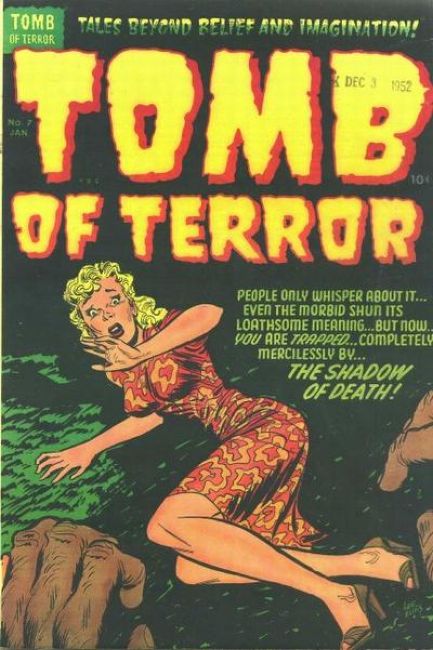 TOMB
OF TERROR
TALES BEYOND BELIEF AND IMAGINATION!
TOMB
OF TERROR
DEC 3 1952
No. 7
JAN
10¢
PEOPLE ONLY WHISPER ABOUT IT...
EVEN THE MORBID SHUN ITS
LOATHSOME MEANING...BUT NOW..
YOU ARE TRAPPED...COMPLETELY
MERCILESSLY BY...
THE SHADOW
OF DEATH!